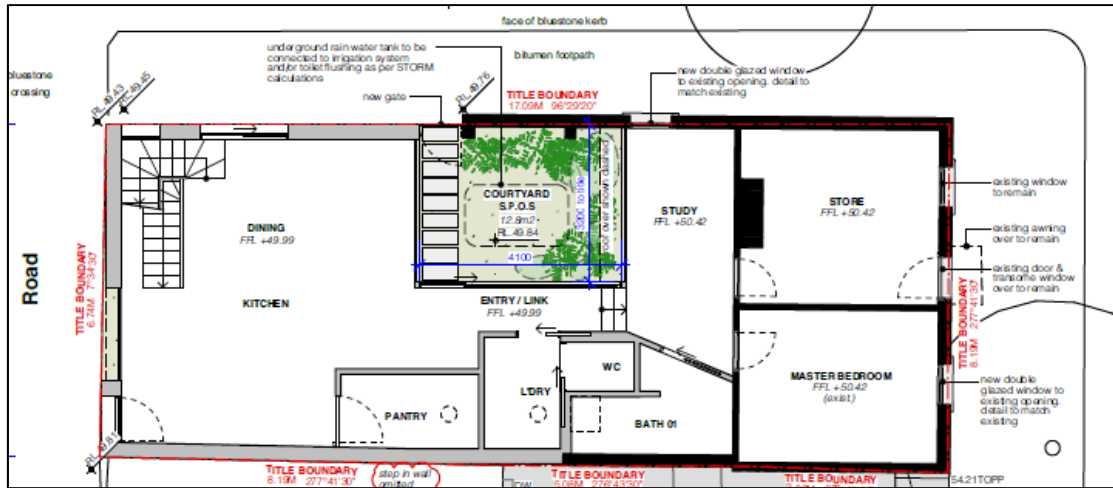 face of bluestone kerb
underground rain water tank to be
connected to irrigation system
and/or toilet flushing as per STORM
calculations
bitumen footpath
bluestone
crossing
RL.49.43
RL.49.45
RL.49.76
new gate
TITLE BOUNDARY
17.09M 96°29'20"
new double glazed window
to existing opening. detail to
match existing
COURTYARD
S.P.O.S
12.8m2
RL.49.84
3200 to title
roof over shown dashed
4100
STUDY
FFL +50.42
STORE
FFL +50.42
existing window
to remain
existing awning
over to remain
existing door &
transome window
over to remain
DINING
FFL +49.99
KITCHEN
ENTRY / LINK
FFL +49.99
Road
TITLE BOUNDARY
6.74M 7°34'30"
TITLE BOUNDARY
8.19M 277°41'30"
WC
L'DRY
PANTRY
BATH 01
MASTER BEDROOM
FFL +50.42
(exist.)
new double
glazed window to
existing opening.
detail to match
existing
RL.49.81
TITLE BOUNDARY
8.19M 277°41'30"
step in wall
omitted
TITLE BOUNDARY
5.08M 276°43'30"
TITLE BOUNDARY
54.21TOPP